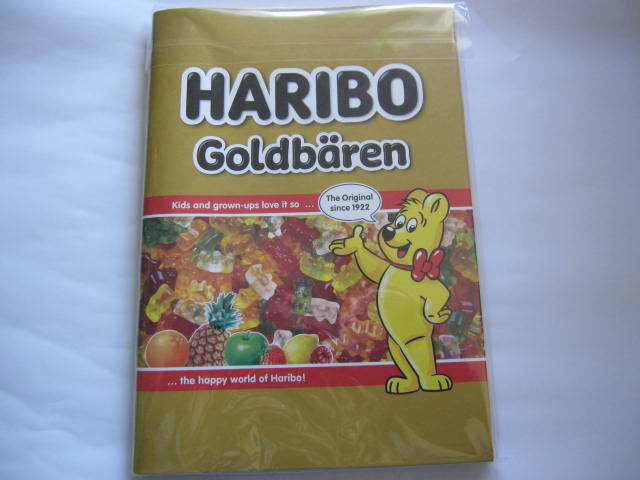 HARIBO
Goldbären
Kids and grown-ups love it so ...
The Original
since 1922
... the happy world of Haribo!